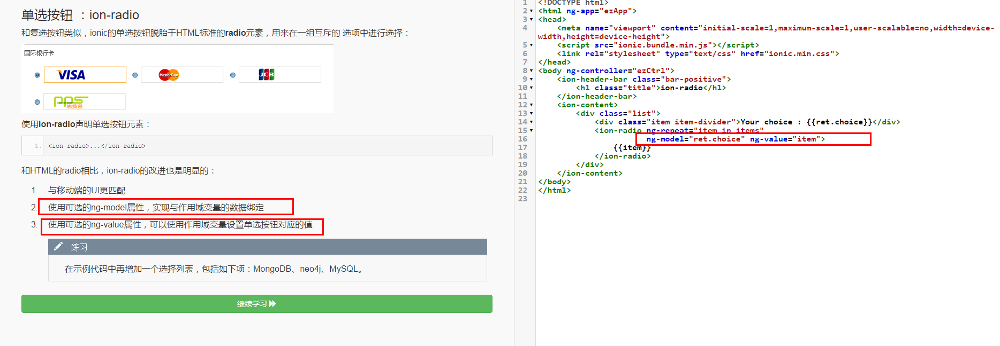 单选按钮 ：ion-radio
和复选按钮类似，ionic的单选按钮脱胎于HTML标准的radio元素，用来在一组互斥的 选项中进行选择：
国际银行卡
VISA
MasterCard
JCB
PPS
缴費靈
使用ion-radio声明单选按钮元素：
1. <ion-radio>...</ion-radio>
和HTML的radio相比，ion-radio的改进也是明显的：
1. 与移动端的UI更匹配
2. 使用可选的ng-model属性，实现与作用域变量的数据绑定
3. 使用可选的ng-value属性，可以使用作用域变量设置单选按钮对应的值
练习
在示例代码中再增加一个选择列表，包括如下项：MongoDB、neo4j、MySQL。
继续学习
1 <!DOCTYPE html>
2 <html ng-app="ezApp">
3 <head>
4 <meta name="viewport" content="initial-scale=1,maximum-scale=1,user-scalable=no,width=device-
width,height=device-height">
5 <script src="ionic.bundle.min.js"></script>
6 <link rel="stylesheet" type="text/css" href="ionic.min.css">
7 </head>
8 <body ng-controller="ezCtrl">
9 <ion-header-bar class="bar-positive">
10 <h1 class="title">ion-radio</h1>
11 </ion-header-bar>
12 <ion-content>
13 <div class="list">
14 <div class="item item-divider">Your choice : {{ret.choice}}</div>
15 <ion-radio ng-repeat="item in items"
16 ng-model="ret.choice" ng-value="item">
17 {{item}}
18 </ion-radio>
19 </div>
20 </ion-content>
21 </body>
22 </html>
23